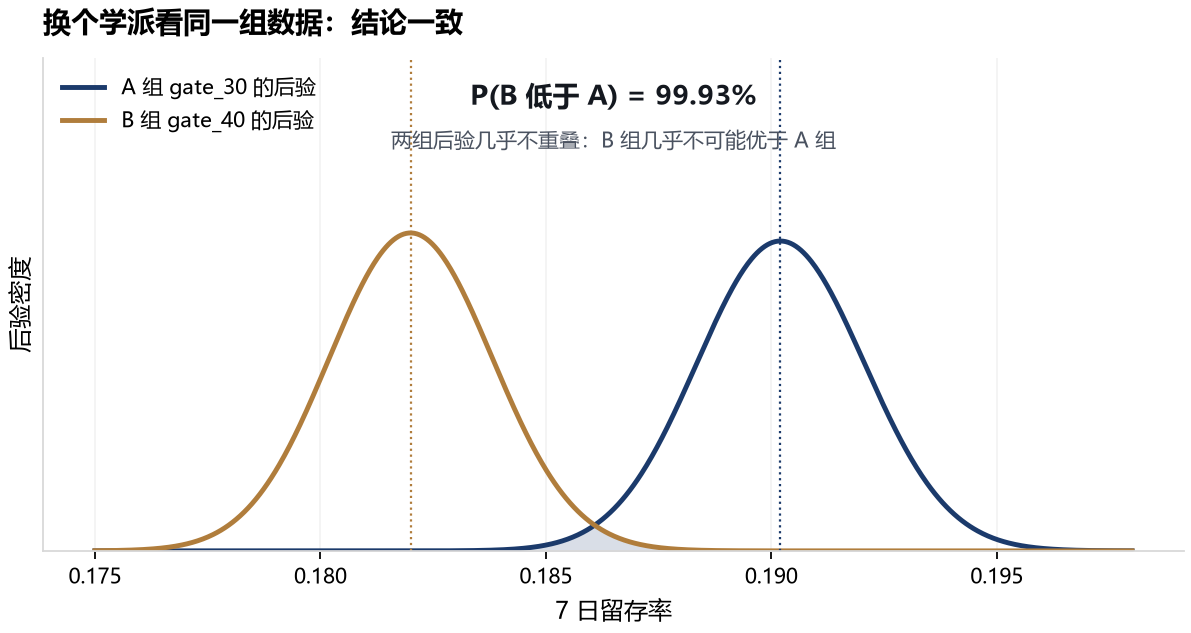 换个学派看同一组数据：结论一致
A 组 gate_30 的后验
B 组 gate_40 的后验
P(B 低于 A) = 99.93%
两组后验几乎不重叠：B 组几乎不可能优于 A 组
后验密度
0.175
0.180
0.185
0.190
0.195
7 日留存率